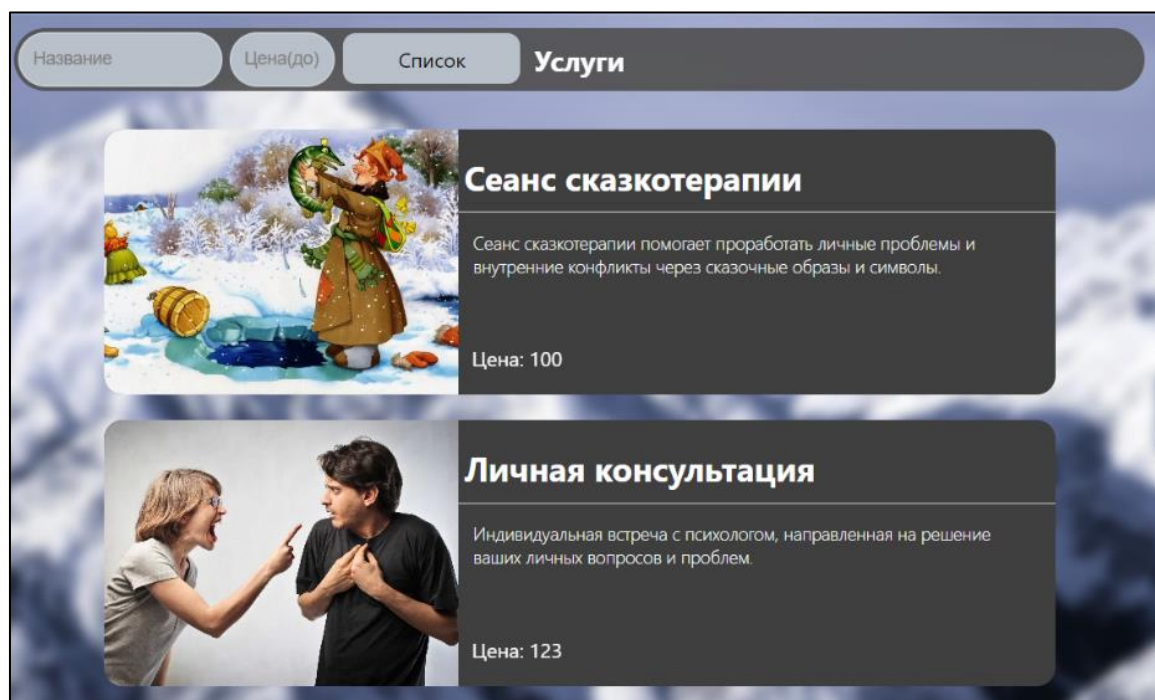 Название
Цена(до)
Список
Услуги
Сеанс сказкотерапии
Сеанс сказкотерапии помогает проработать личные проблемы и
внутренние конфликты через сказочные образы и символы.
Цена: 100
Личная консультация
Индивидуальная встреча с психологом, направленная на решение
ваших личных вопросов и проблем.
Цена: 123